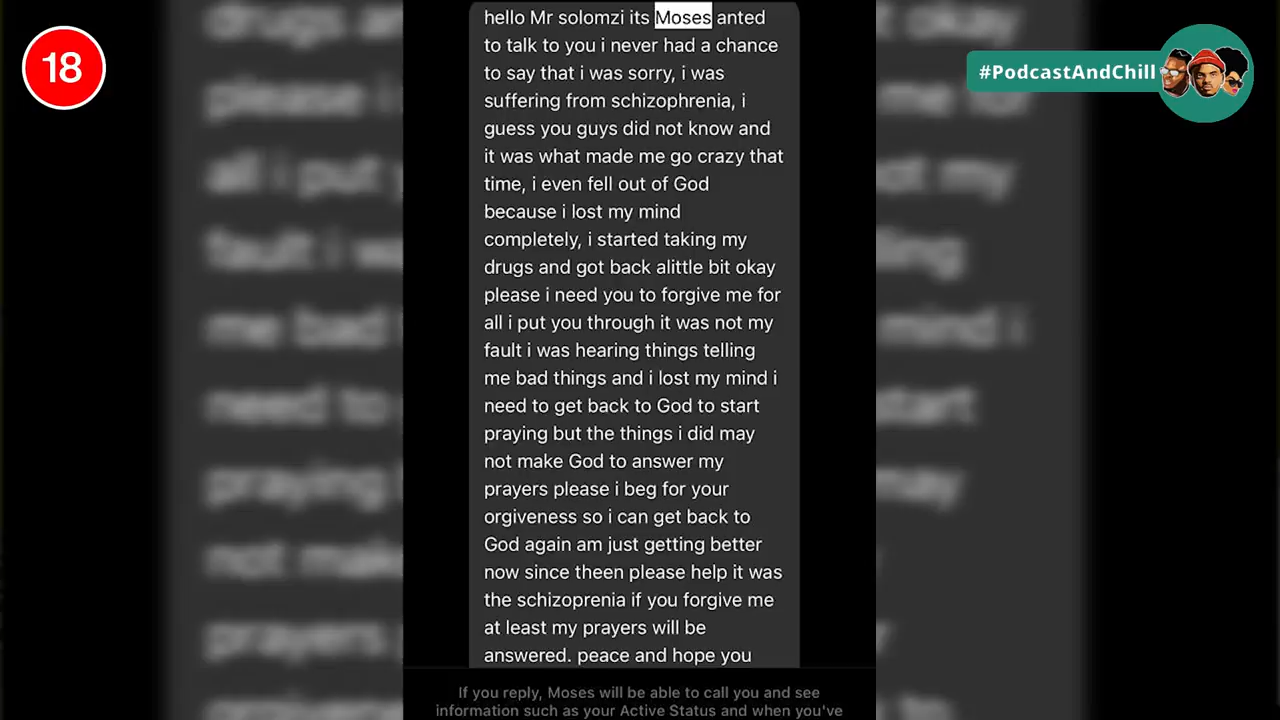 18
#PodcastAndChill
hello Mr solomzi its Moses anted
to talk to you i never had a chance
to say that i was sorry, i was
suffering from schizophrenia, i
guess you guys did not know and
it was what made me go crazy that
time, i even fell out of God
because i lost my mind
completely, i started taking my
drugs and got back alittle bit okay
please i need you to forgive me for
all i put you through it was not my
fault i was hearing things telling
me bad things and i lost my mind i
need to get back to God to start
praying but the things i did may
not make God to answer my
prayers please i beg for your
orgiveness so i can get back to
God again am just getting better
now since theen please help it was
the schizoprenia if you forgive me
at least my prayers will be
answered. peace and hope you
If you reply, Moses will be able to call you and see
information such as your Active Status and when you've